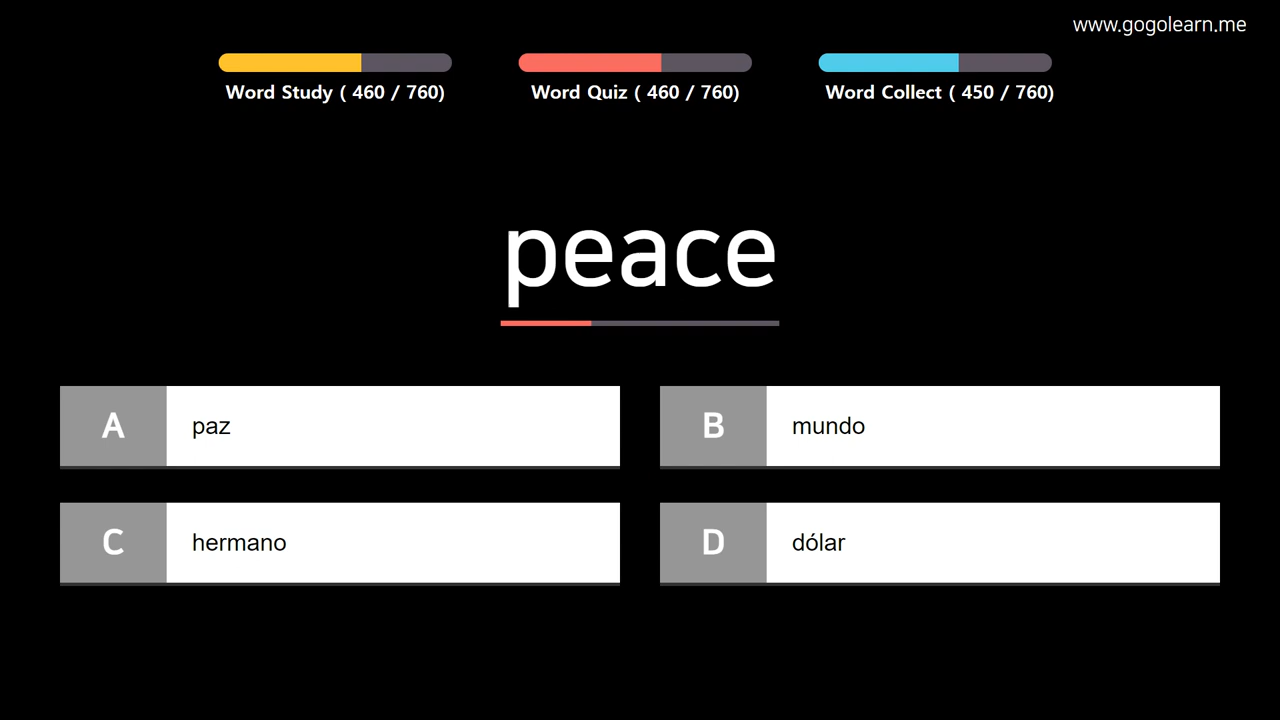 www.gogolearn.me
Word Study ( 460 / 760)
Word Quiz ( 460 / 760)
Word Collect ( 450 / 760)
peace
A paz
B mundo
C hermano
D dólar